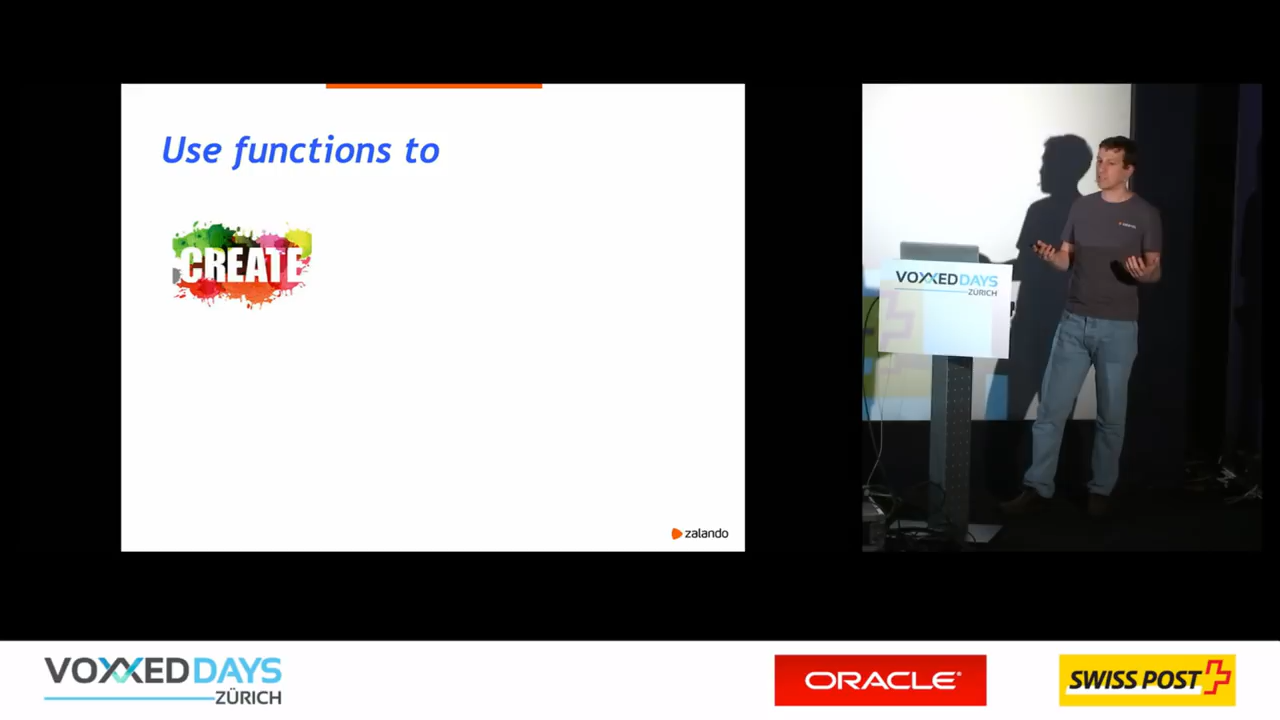 Use functions to
CREATE
zalando
VOXXED DAYS
ZÜRICH
VOXXED DAYS
ZÜRICH
ORACLE
SWISS POST